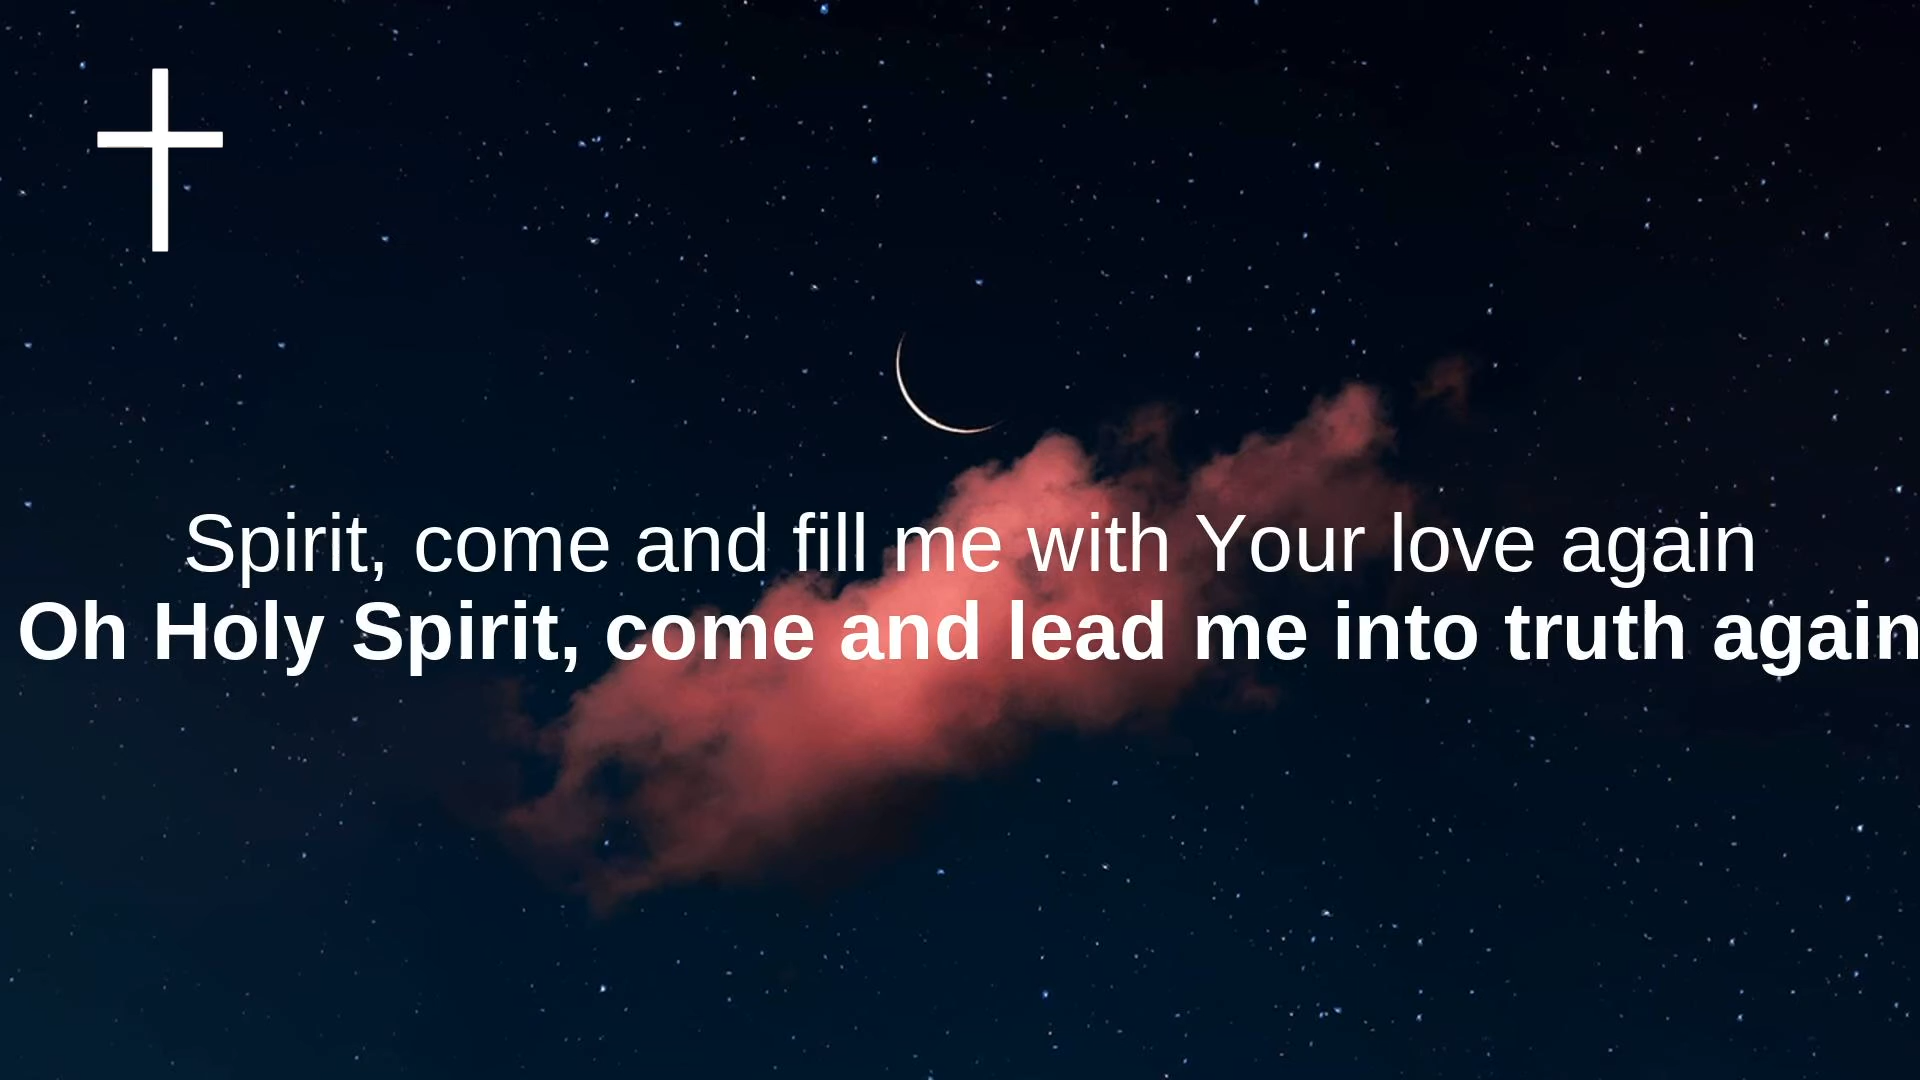 Spirit, come and fill me with Your love again
Oh Holy Spirit, come and lead me into truth again